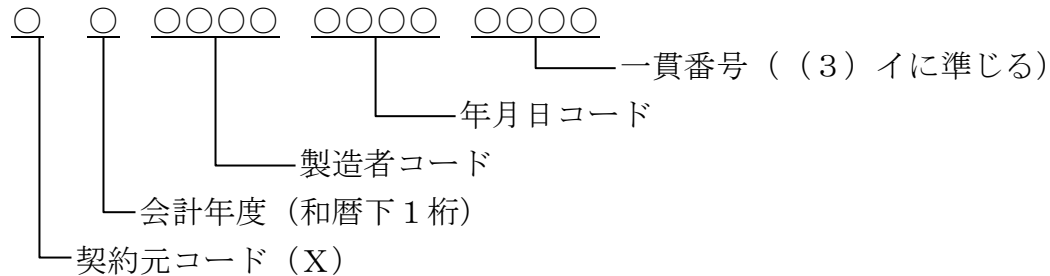 ○ ○ ○○○○ ○○○○ ○○○○
一貫番号（（３）イに準じる）
年月日コード
製造者コード
会計年度（和暦下１桁）
契約元コード（Ｘ）